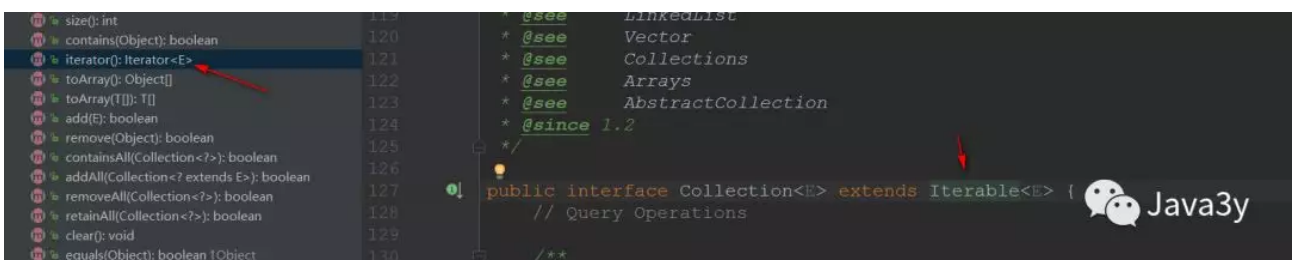 size(): int
contains(Object): boolean
iterator(): Iterator<E>
toArray(): Object[]
toArray(T[]): T[]
add(E): boolean
remove(Object): boolean
containsAll(Collection<?>): boolean
addAll(Collection<? extends E>): boolean
removeAll(Collection<?>): boolean
retainAll(Collection<?>): boolean
clear(): void
equals(Object): boolean ↑Object
119 * @see LinkedList
120 * @see Vector
121 * @see Collections
122 * @see Arrays
123 * @see AbstractCollection
124 * @since 1.2
125 */
126
127 public interface Collection<E> extends Iterable<E> {
128 // Query Operations
129
130 /**
Java3y